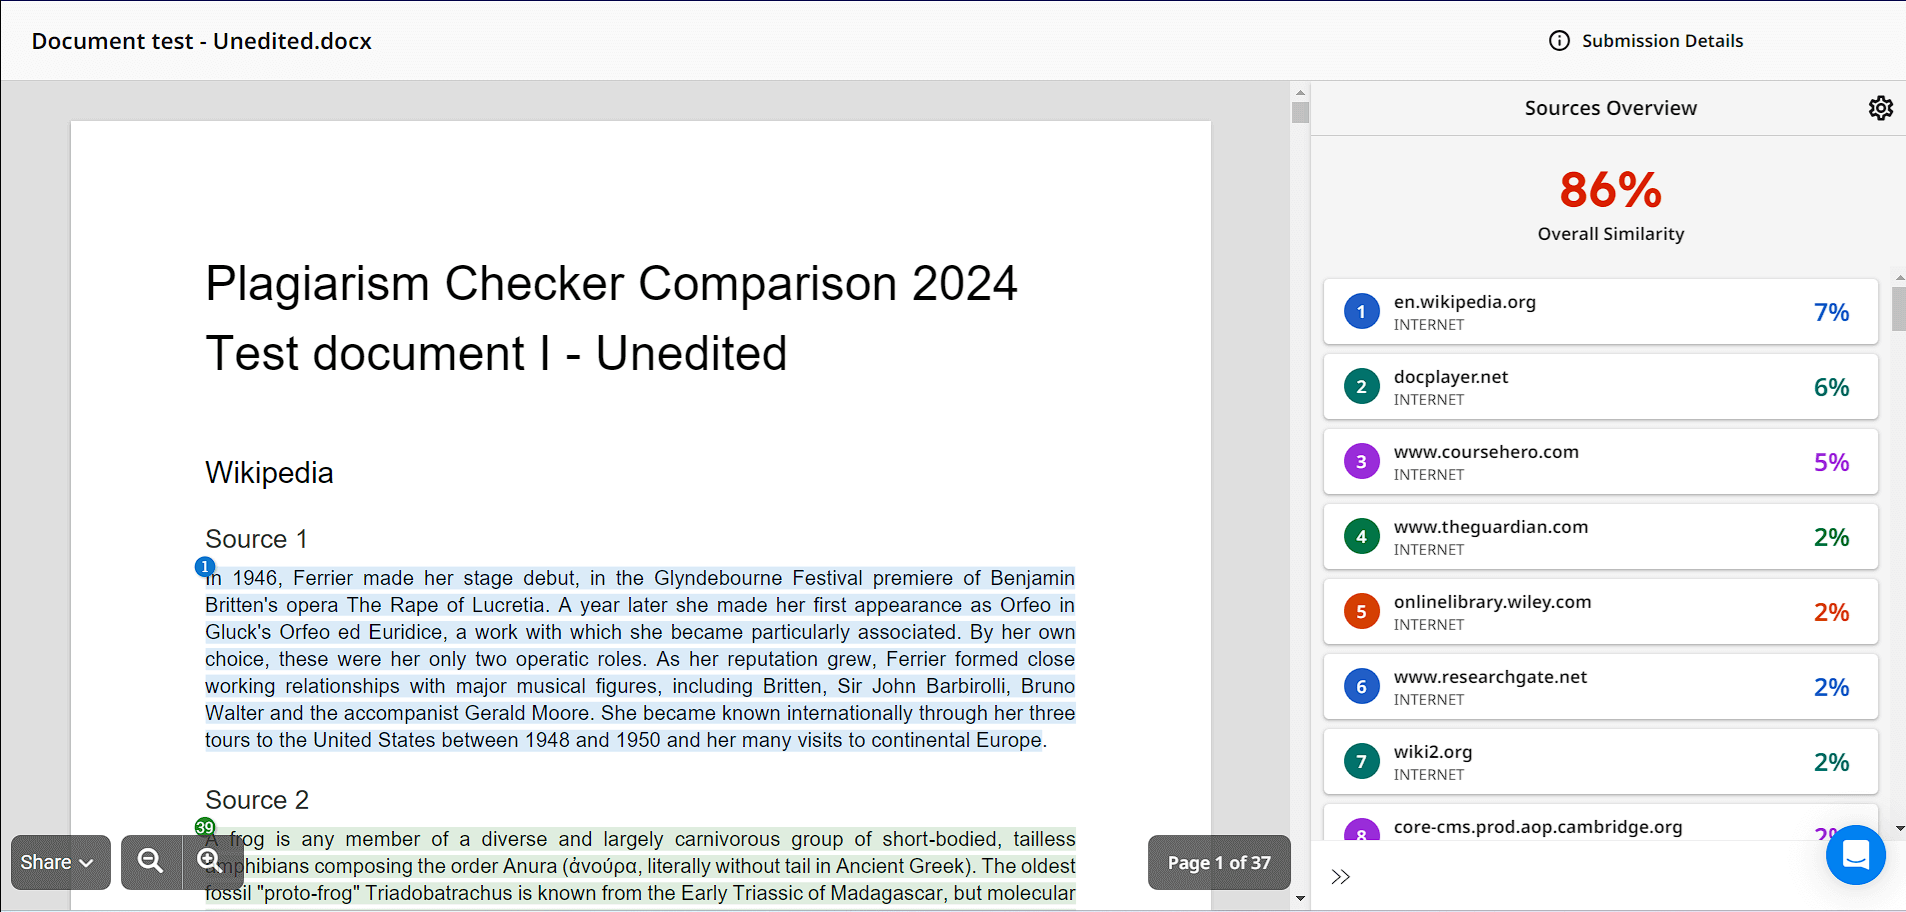 Document test - Unedited.docx
Submission Details
Plagiarism Checker Comparison 2024
Test document I - Unedited
Wikipedia
Source 1
1
In 1946, Ferrier made her stage debut, in the Glyndebourne Festival premiere of Benjamin
Britten's opera The Rape of Lucretia. A year later she made her first appearance as Orfeo in
Gluck's Orfeo ed Euridice, a work with which she became particularly associated. By her own
choice, these were her only two operatic roles. As her reputation grew, Ferrier formed close
working relationships with major musical figures, including Britten, Sir John Barbirolli, Bruno
Walter and the accompanist Gerald Moore. She became known internationally through her three
tours to the United States between 1948 and 1950 and her many visits to continental Europe.
Source 2
39
A frog is any member of a diverse and largely carnivorous group of short-bodied, tailless
amphibians composing the order Anura (ἀνούρα, literally without tail in Ancient Greek). The oldest
fossil "proto-frog" Triadobatrachus is known from the Early Triassic of Madagascar, but molecular
Share
Page 1 of 37
Sources Overview
86%
Overall Similarity
1 en.wikipedia.org 7%
INTERNET
2 docplayer.net 6%
INTERNET
3 www.coursehero.com 5%
INTERNET
4 www.theguardian.com 2%
INTERNET
5 onlinelibrary.wiley.com 2%
INTERNET
6 www.researchgate.net 2%
INTERNET
7 wiki2.org 2%
INTERNET
8 core-cms.prod.aop.cambridge.org 2%